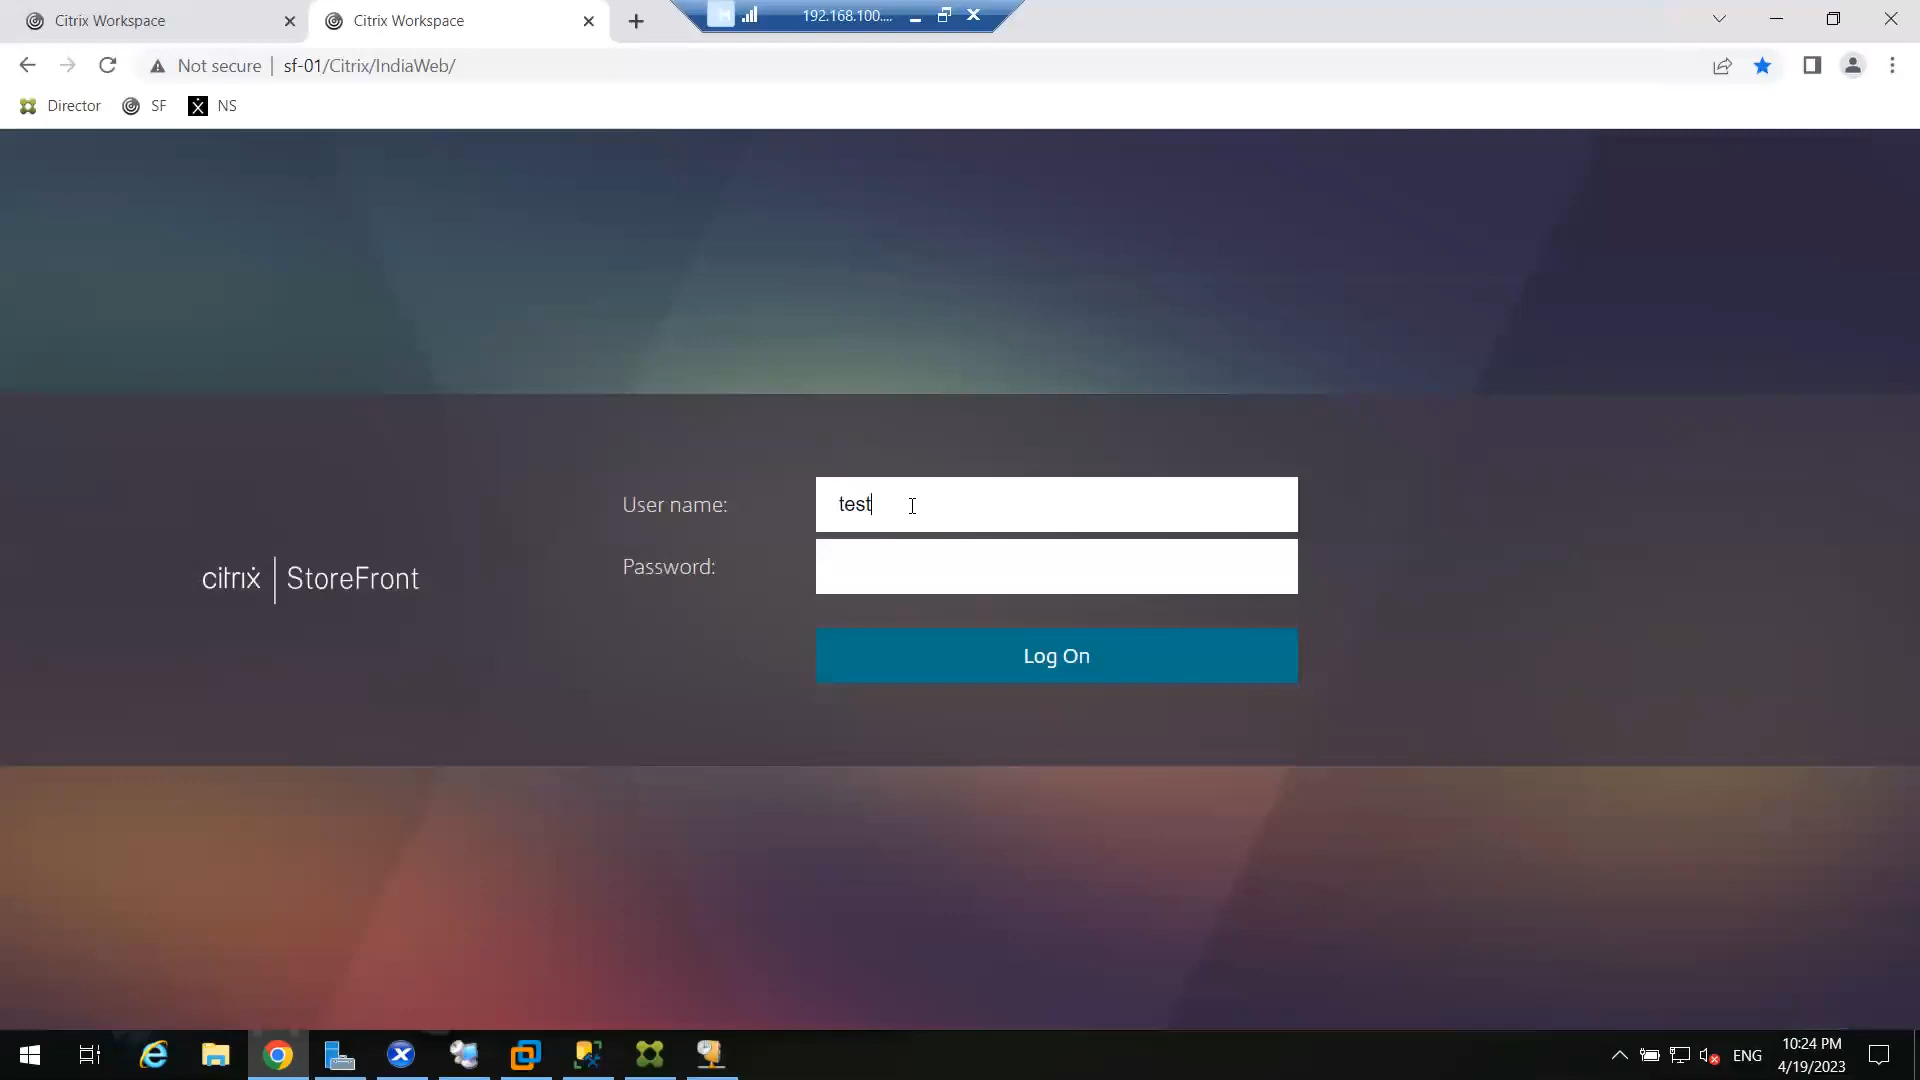 Citrix Workspace
Citrix Workspace
192.168.100....
Not secure
sf-01/Citrix/IndiaWeb/
Director
SF
NS
User name:
test
Password:
citrix StoreFront
Log On
ENG
10:24 PM
4/19/2023